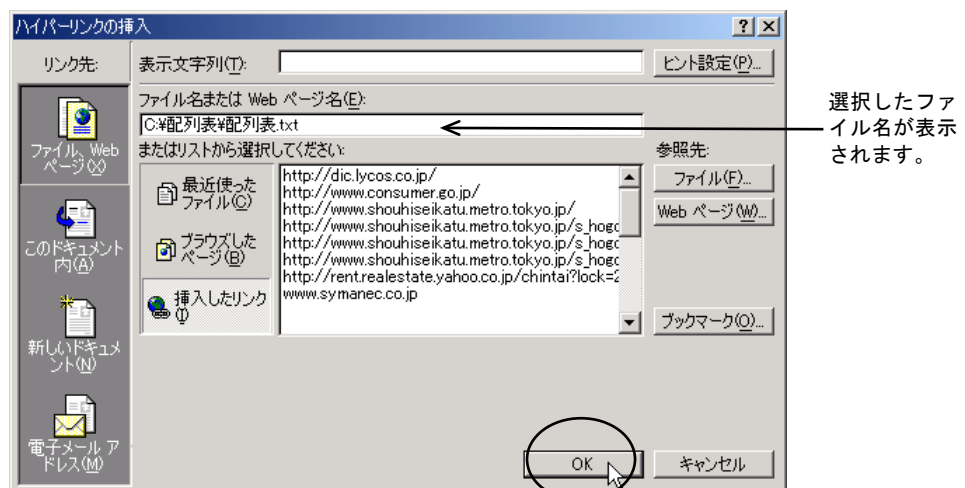 ハイパーリンクの挿入
リンク先:
表示文字列(T):
ヒント設定(P)...
ファイル名または Web ページ名(E):
C:¥配列表¥配列表.txt
選択したファ
イル名が表示
されます。
ファイル、Web
ページ(X)
またはリストから選択してください:
参照先:
最近使った
ファイル(C)
http://dic.lycos.co.jp/
http://www.consumer.go.jp/
http://www.shouhiseikatu.metro.tokyo.jp/
http://www.shouhiseikatu.metro.tokyo.jp/s_hogo
http://www.shouhiseikatu.metro.tokyo.jp/s_hogo
http://www.shouhiseikatu.metro.tokyo.jp/s_hogo
http://rent.realestate.yahoo.co.jp/chintai?lock=2
www.symanec.co.jp
ファイル(F)...
Web ページ(W)...
このドキュメント
内(A)
ブラウズした
ページ(B)
挿入したリンク
(I)
ブックマーク(O)...
新しいドキュメ
ント(N)
電子メール ア
ドレス(M)
OK
キャンセル